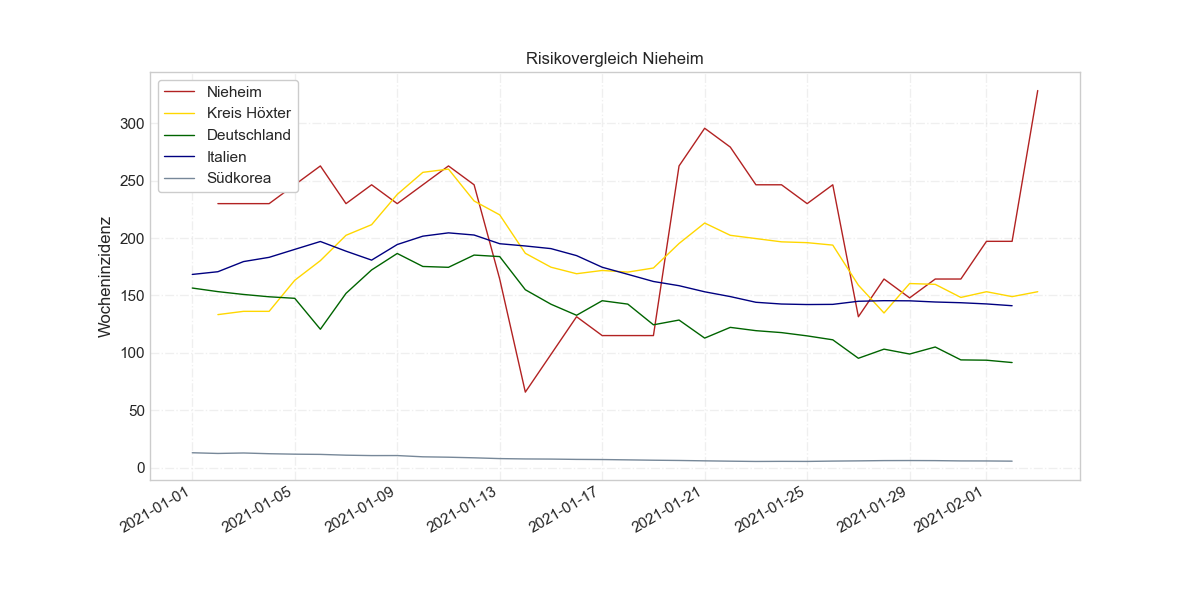 Risikovergleich Nieheim
Nieheim
Kreis Höxter
Deutschland
Italien
Südkorea
Wocheninzidenz
300
250
200
150
100
50
0
2021-01-01
2021-01-05
2021-01-09
2021-01-13
2021-01-17
2021-01-21
2021-01-25
2021-01-29
2021-02-01